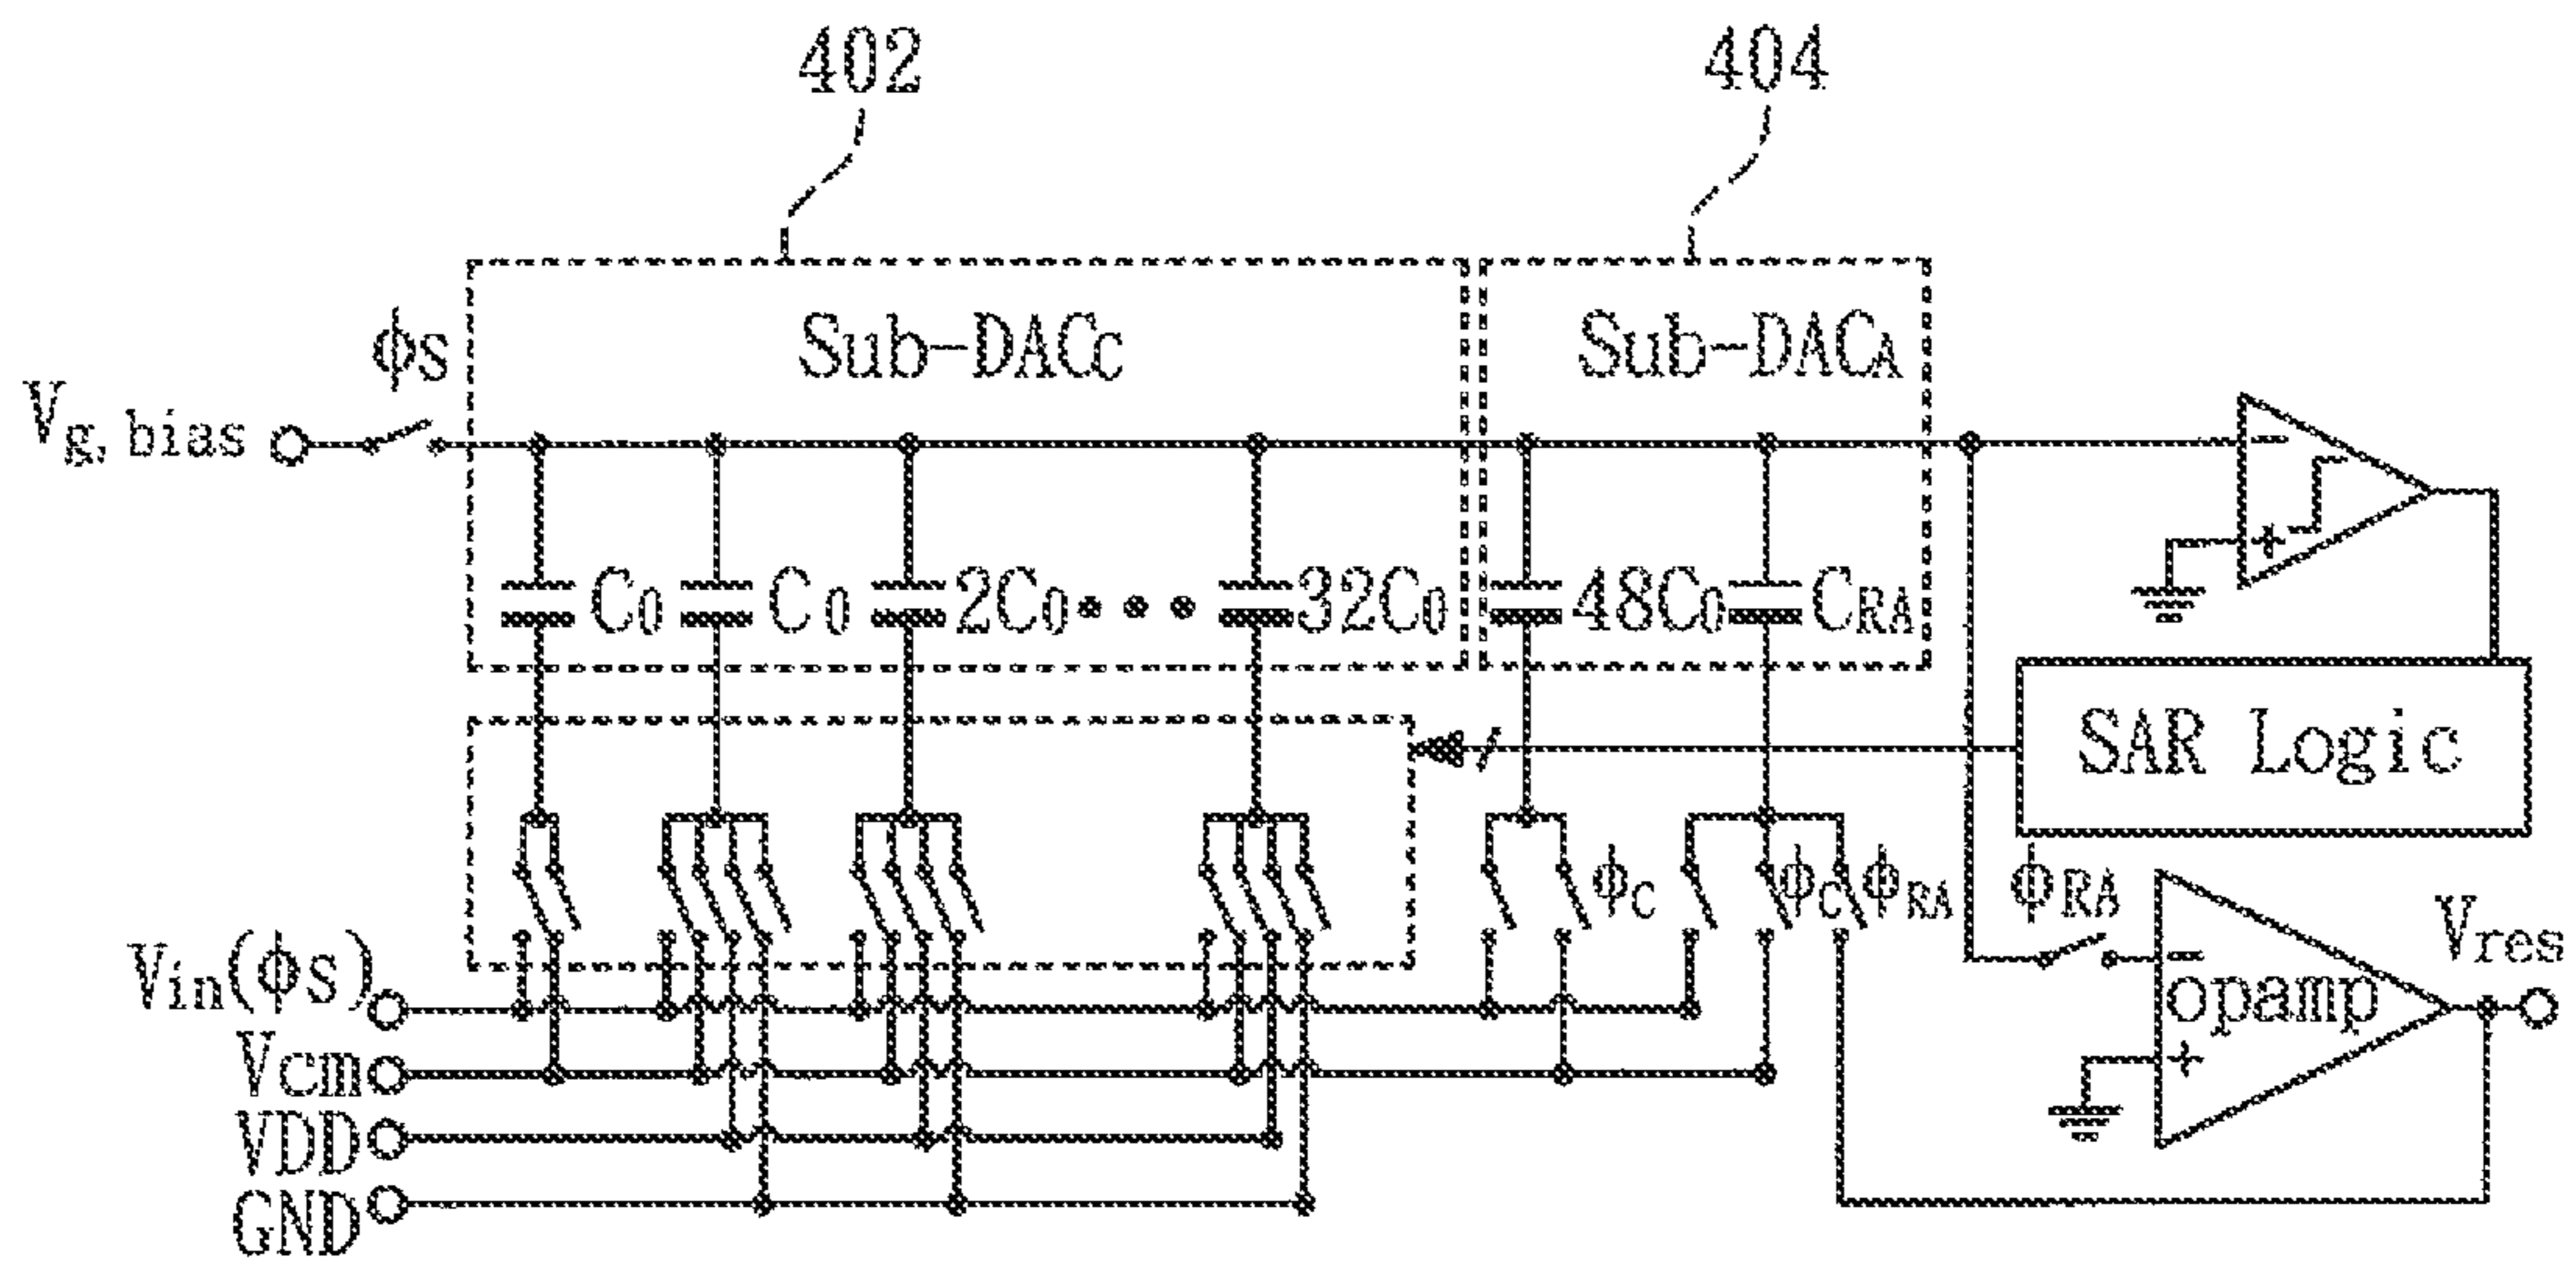 402
404
Sub-DACC
Sub-DACA
ϕS
Vg, bias
−
+
C0
C0
2C0
•••
32C0
48C0
CRA
SAR Logic
ϕC
ϕC
ϕRA
ϕRA
Vin(ϕS)
Vcm
VDD
GND
−
opamp
+
Vres